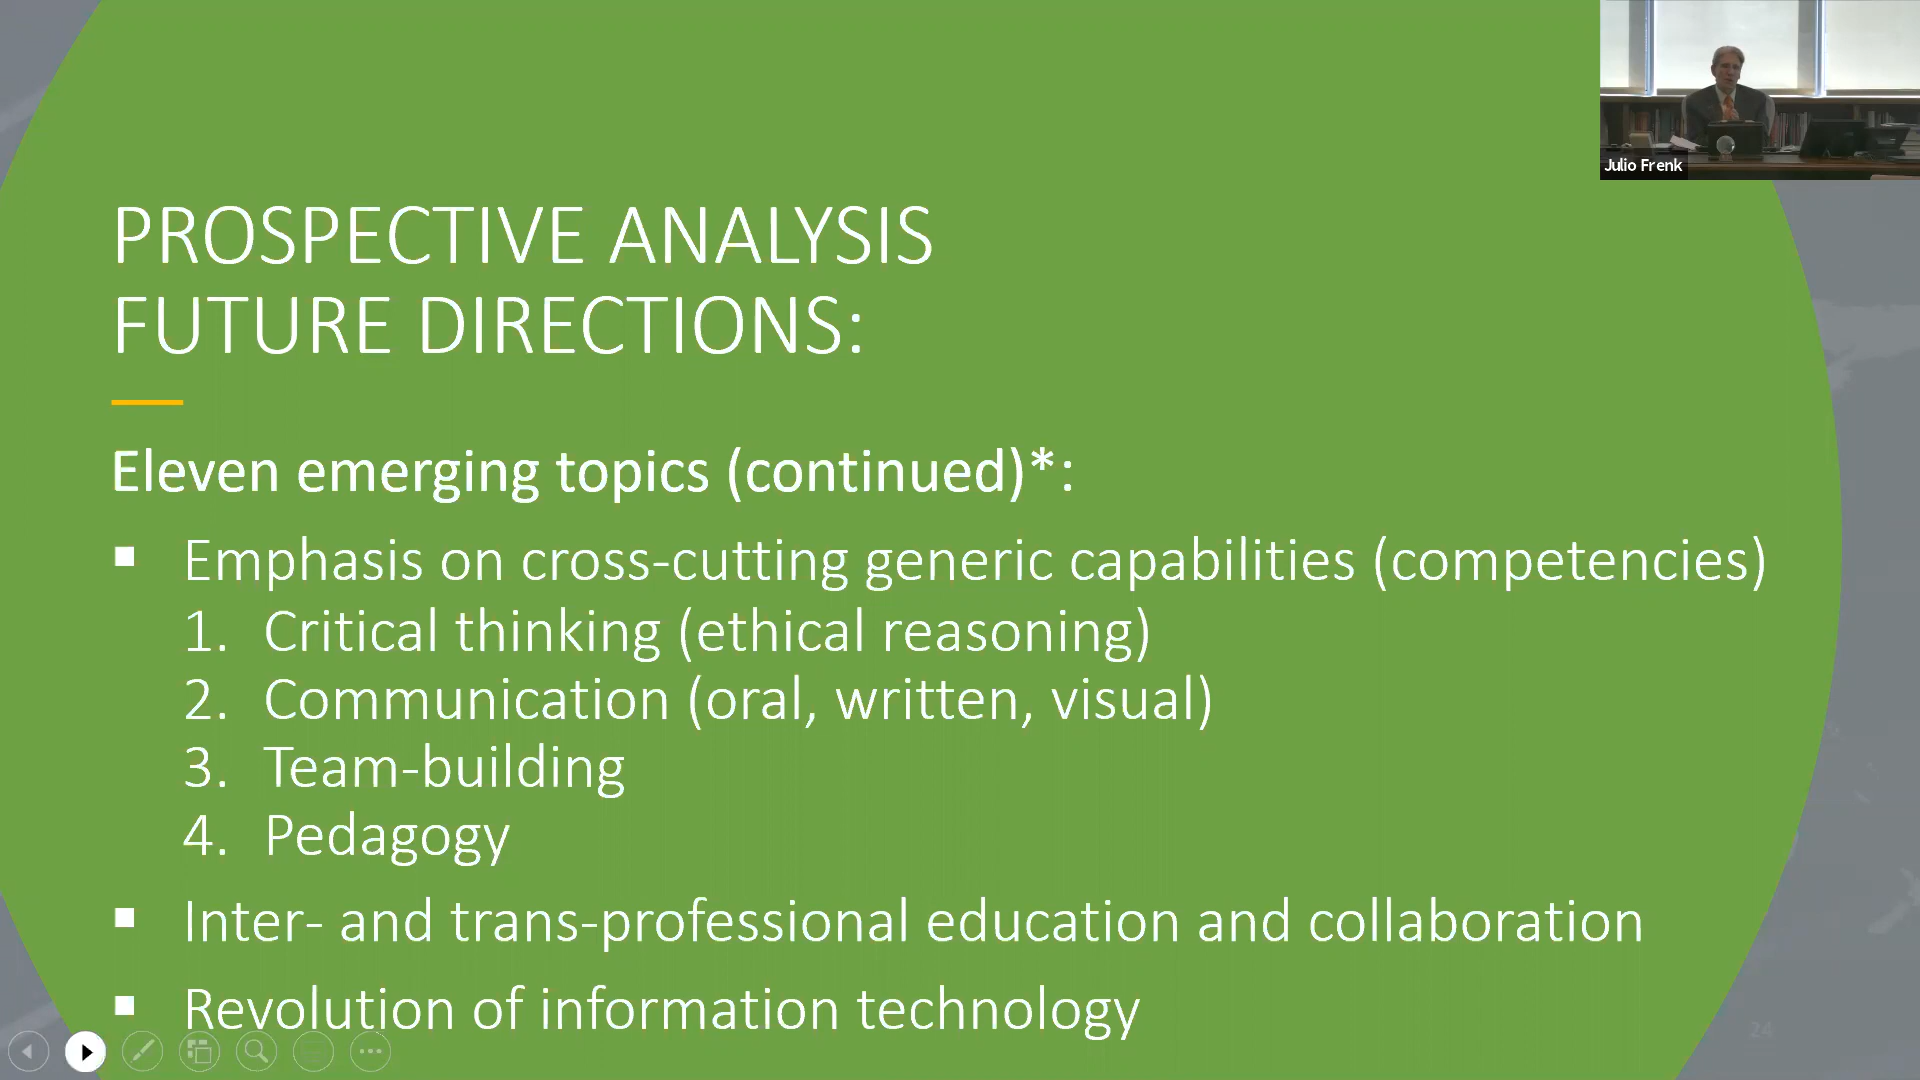 Julio Frenk
PROSPECTIVE ANALYSIS
FUTURE DIRECTIONS:
Eleven emerging topics (continued)*:
▪ Emphasis on cross-cutting generic capabilities (competencies)
1. Critical thinking (ethical reasoning)
2. Communication (oral, written, visual)
3. Team-building
4. Pedagogy
▪ Inter- and trans-professional education and collaboration
▪ Revolution of information technology
24